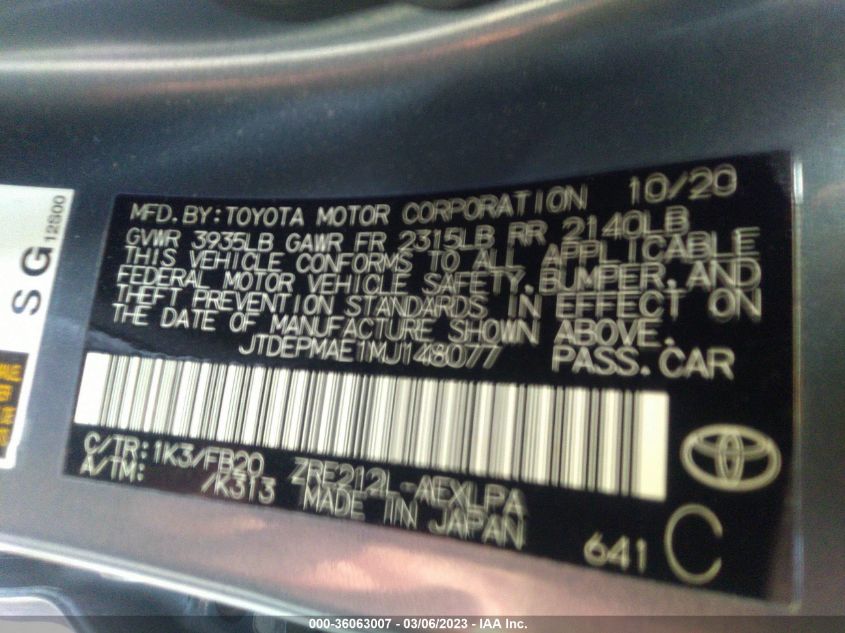 MFD. BY: TOYOTA MOTOR CORPORATION 10/20
GVWR 3935LB GAWR FR 2315LB RR 2140LB
THIS VEHICLE CONFORMS TO ALL APPLICABLE
FEDERAL MOTOR VEHICLE SAFETY, BUMPER, AND
THEFT PREVENTION STANDARDS IN EFFECT ON
THE DATE OF MANUFACTURE SHOWN ABOVE.
JTDEPMAE1MJ148077 PASS. CAR
C/TR: 1K3/FB20 ZRE212L-AEXLPA
A/TM: /K313 MADE IN JAPAN
641 C
SG
000-36063007 - 03/06/2023 - IAA Inc.